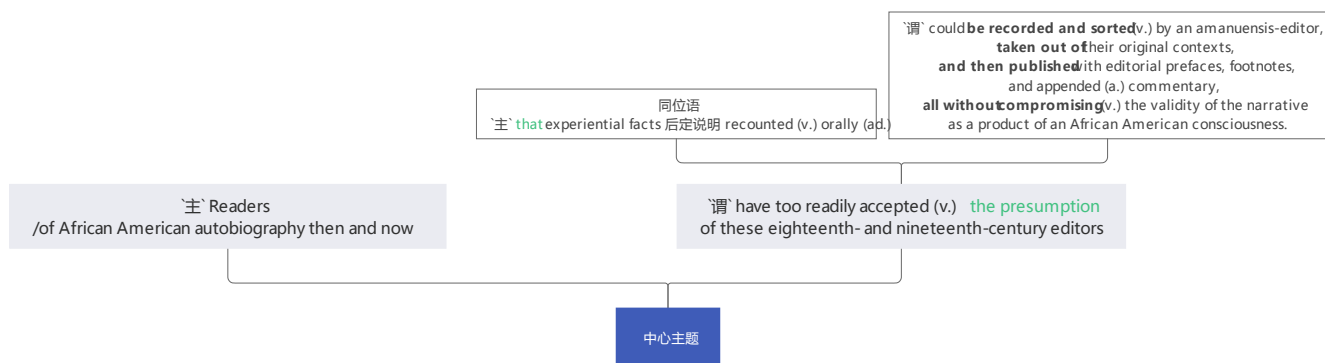 `谓` could be recorded and sorted(v.) by an amanuensis-editor,
taken out of their original contexts,
and then published with editorial prefaces, footnotes,
and appended (a.) commentary,
all without compromising(v.) the validity of the narrative
as a product of an African American consciousness.
同位语
`主` that experiential facts 后定说明 recounted (v.) orally (ad.)
`主` Readers
/of African American autobiography then and now
`谓` have too readily accepted (v.) the presumption
of these eighteenth- and nineteenth-century editors
中心主题